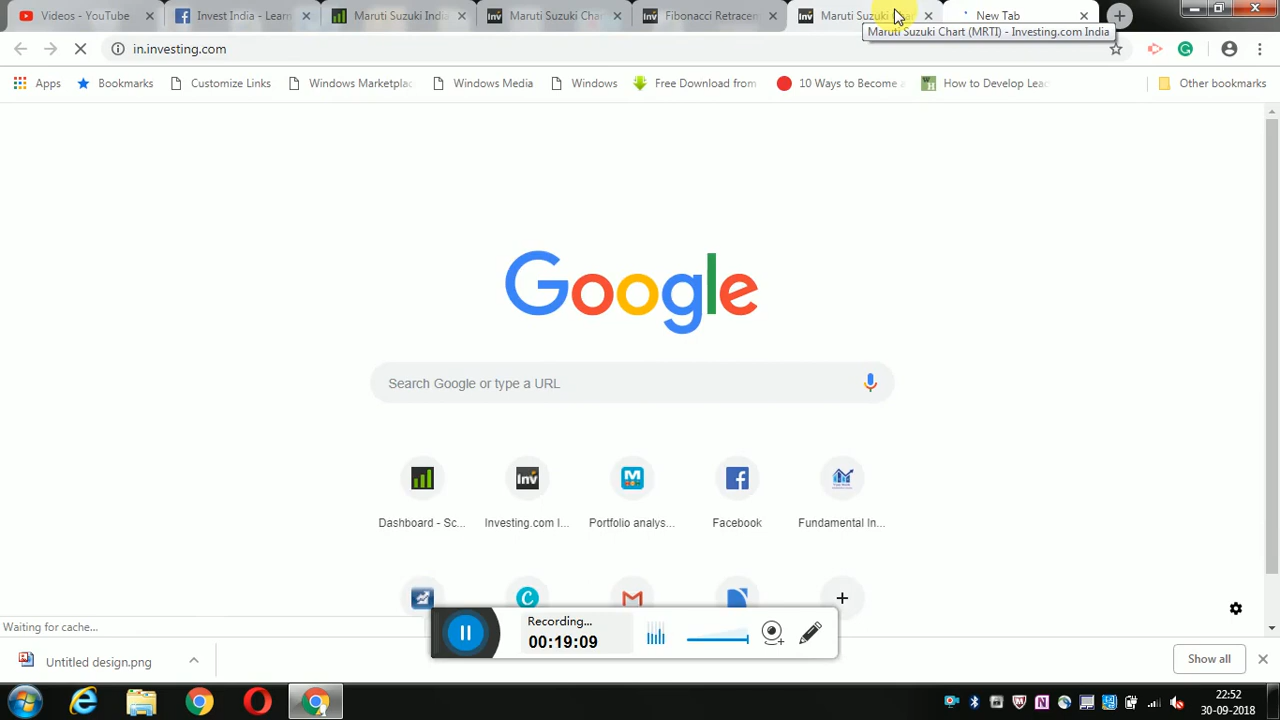 Videos - YouTube
Invest India - Learn
Maruti Suzuki India
Maruti Suzuki Cha
Fibonacci Retracem
Maruti Suzuki
New Tab
Maruti Suzuki Chart (MRTI) - Investing.com India
in.investing.com
Apps
Bookmarks
Customize Links
Windows Marketplac
Windows Media
Windows
Free Download from
10 Ways to Become a
How to Develop Lea
Other bookmarks
Google
Search Google or type a URL
Dashboard - Sc...
Investing.com I...
Portfolio analys...
Facebook
Fundamental In...
Waiting for cache...
Recording...
00:19:09
Untitled design.png
Show all
22:52
30-09-2018